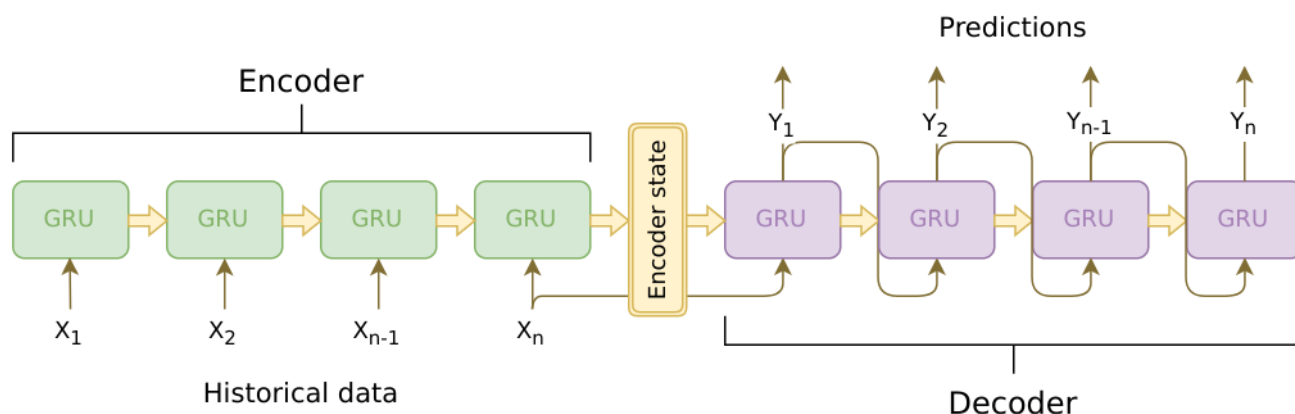 Predictions
Encoder
Y1 Y2 Yn-1 Yn
GRU GRU GRU GRU Encoder state GRU GRU GRU GRU
X1 X2 Xn-1 Xn
Historical data
Decoder